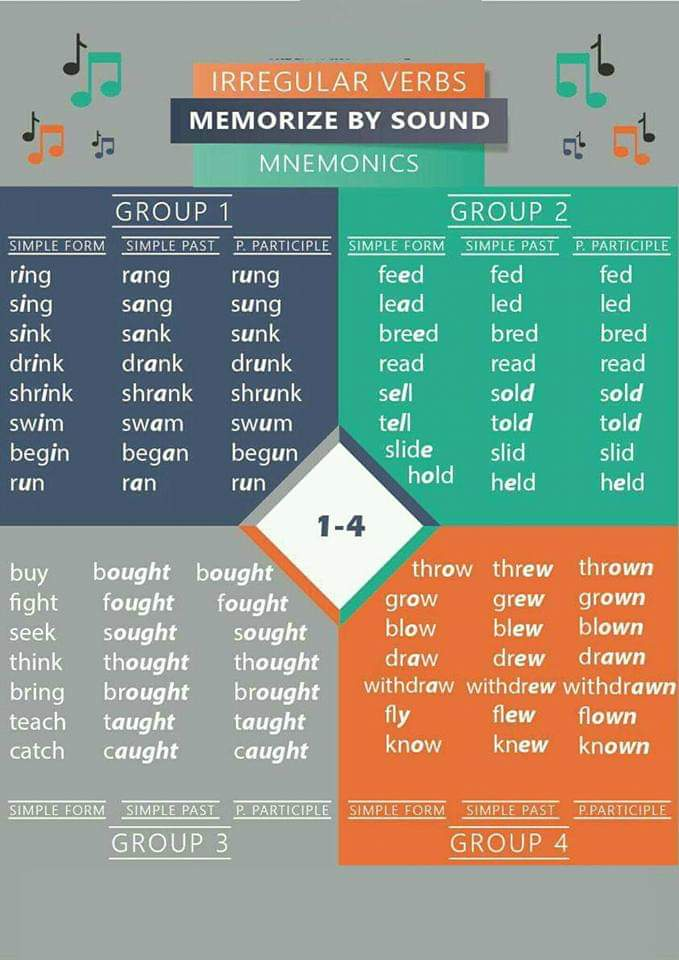 IRREGULAR VERBS
MEMORIZE BY SOUND
MNEMONICS
GROUP 1
SIMPLE FORM SIMPLE PAST P. PARTICIPLE
ring rang rung
sing sang sung
sink sank sunk
drink drank drunk
shrink shrank shrunk
swim swam swum
begin began begun
run ran run
GROUP 2
SIMPLE FORM SIMPLE PAST P. PARTICIPLE
feed fed fed
lead led led
breed bred bred
read read read
sell sold sold
tell told told
slide slid slid
hold held held
1-4
buy bought bought
fight fought fought
seek sought sought
think thought thought
bring brought brought
teach taught taught
catch caught caught
SIMPLE FORM SIMPLE PAST P. PARTICIPLE
GROUP 3
throw threw thrown
grow grew grown
blow blew blown
draw drew drawn
withdraw withdrew withdrawn
fly flew flown
know knew known
SIMPLE FORM SIMPLE PAST P.PARTICIPLE
GROUP 4